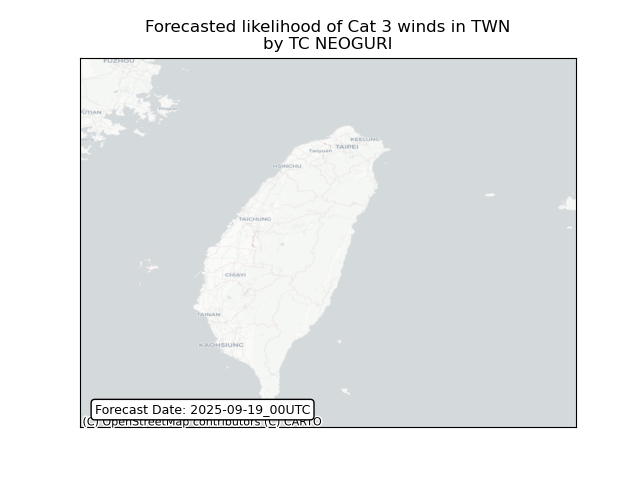 Forecasted likelihood of Cat 3 winds in TWN
by TC NEOGURI
FUZHOU
KEELUNG
TAIPEI
Taoyuan
HSINCHU
TAICHUNG
CHIAYI
TAINAN
KAOHSIUNG
Forecast Date: 2025-09-19_00UTC
(C) OpenStreetMap contributors (C) CARTO